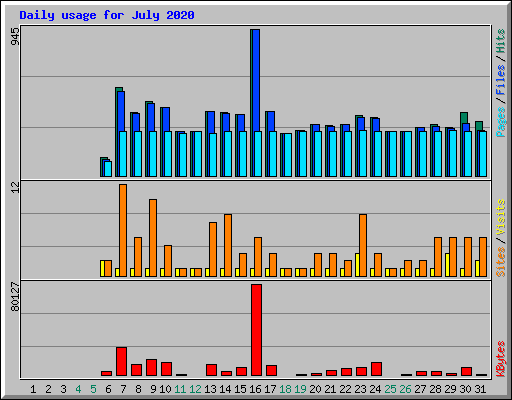 Daily usage for July 2020
945
Pages / Files / Hits
12
Sites / Visits
80127
KBytes
1 2 3 4 5 6 7 8 9 10 11 12 13 14 15 16 17 18 19 20 21 22 23 24 25 26 27 28 29 30 31